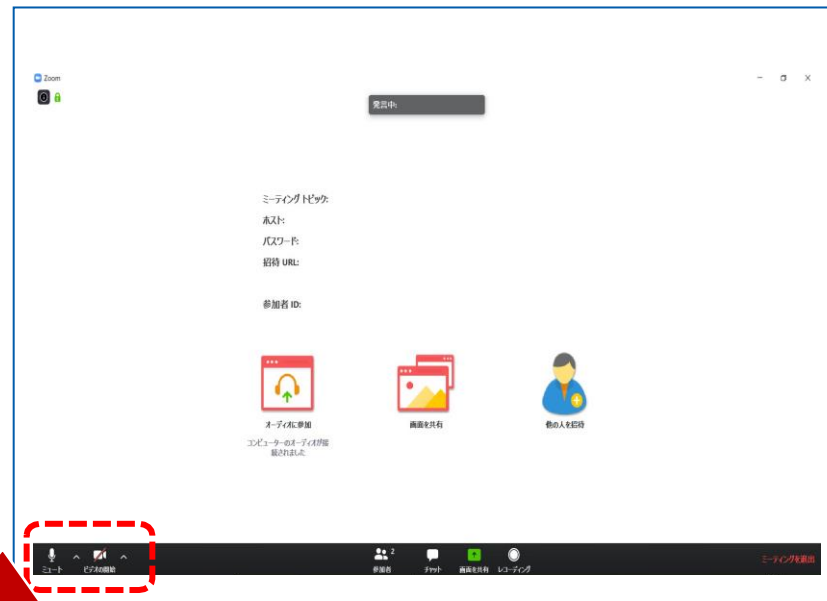 Zoom
発言中:
ミーティング トピック:
ホスト:
パスワード:
招待 URL:
参加者 ID:
オーディオに参加
画面を共有
他の人を招待
コンピューターのオーディオが接
続されました
ミュート
ビデオの開始
2
参加者
チャット
画面を共有
レコーディング
ミーティングを退出